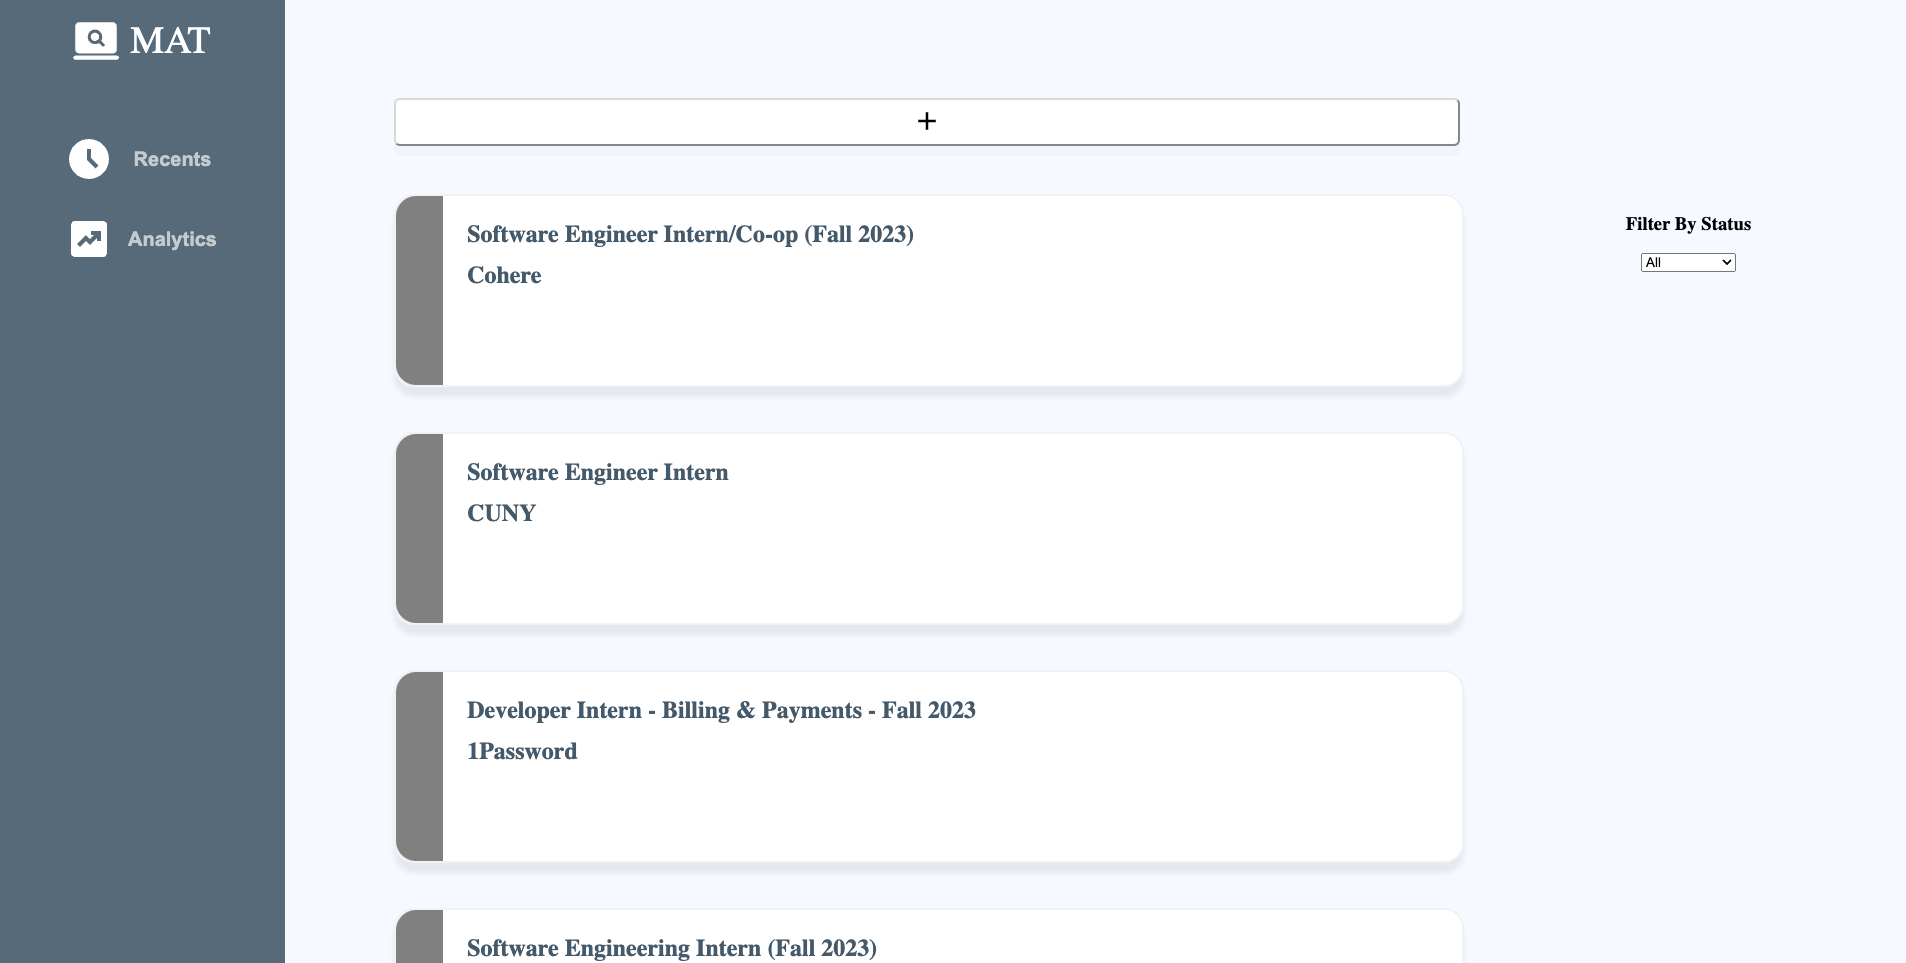 MAT
Recents
Analytics
+
Software Engineer Intern/Co-op (Fall 2023)
Cohere
Filter By Status
All
Software Engineer Intern
CUNY
Developer Intern - Billing & Payments - Fall 2023
1Password
Software Engineering Intern (Fall 2023)